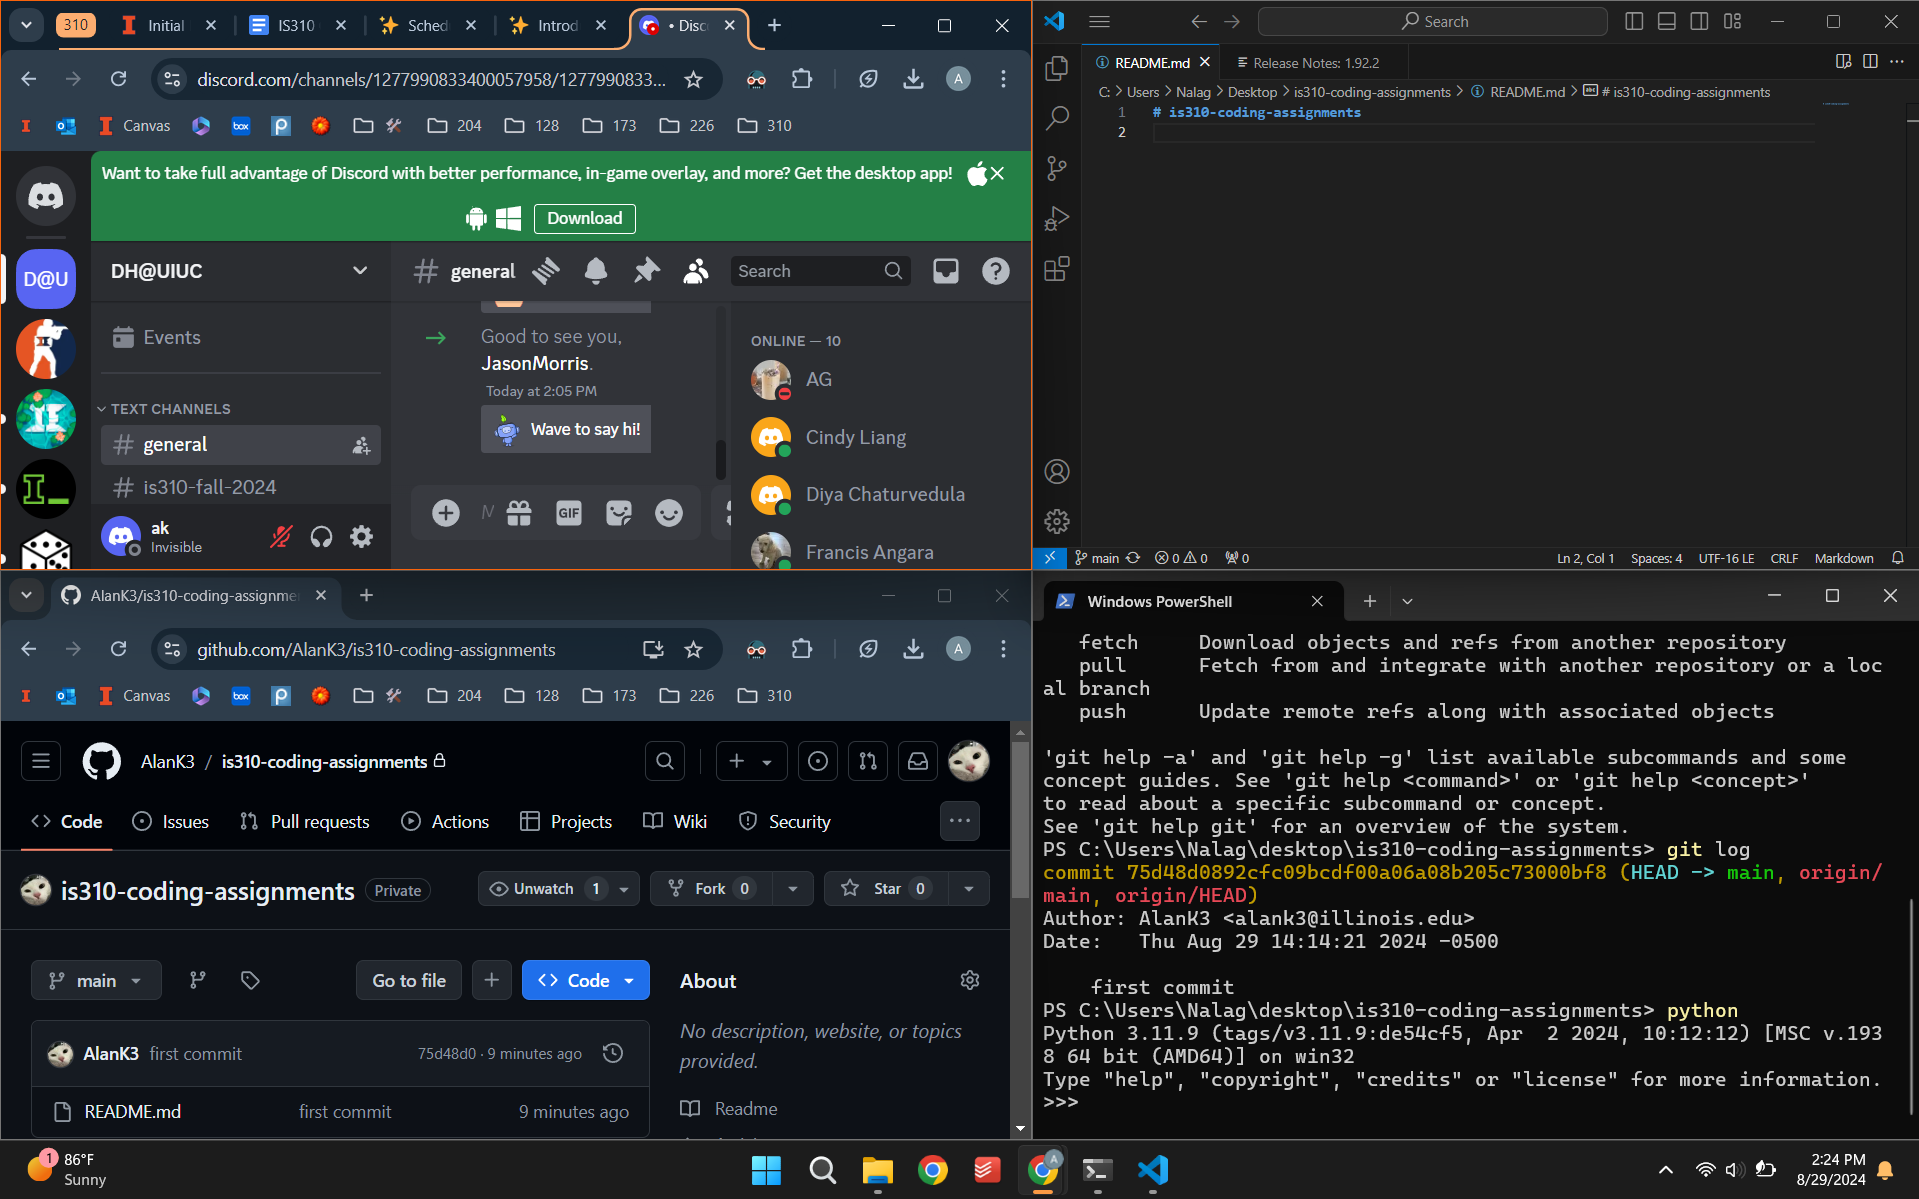 310
Initial
IS310
Sched
Introd
• Disc
discord.com/channels/1277990833400057958/1277990833...
A
Canvas
box
204
128
173
226
310
Want to take full advantage of Discord with better performance, in-game overlay, and more? Get the desktop app!
Download
D@U
DH@UIUC
general
Search
Events
TEXT CHANNELS
general
is310-fall-2024
ak
Invisible
Good to see you,
JasonMorris.
Today at 2:05 PM
Wave to say hi!
GIF
ONLINE — 10
AG
Cindy Liang
Diya Chaturvedula
Francis Angara
Search
README.md
Release Notes: 1.92.2
C: > Users > Nalag > Desktop > is310-coding-assignments > README.md > # is310-coding-assignments
1 # is310-coding-assignments
2
main
0 0
0
Ln 2, Col 1
Spaces: 4
UTF-16 LE
CRLF
Markdown
AlanK3/is310-coding-assignme
github.com/AlanK3/is310-coding-assignments
A
Canvas
box
204
128
173
226
310
AlanK3 / is310-coding-assignments
Code
Issues
Pull requests
Actions
Projects
Wiki
Security
is310-coding-assignments
Private
Unwatch 1
Fork 0
Star 0
main
Go to file
Code
About
No description, website, or topics
provided.
Readme
AlanK3 first commit
75d48d0 · 9 minutes ago
README.md
first commit
9 minutes ago
Windows PowerShell
fetch Download objects and refs from another repository
pull Fetch from and integrate with another repository or a loc
al branch
push Update remote refs along with associated objects
'git help -a' and 'git help -g' list available subcommands and some
concept guides. See 'git help <command>' or 'git help <concept>'
to read about a specific subcommand or concept.
See 'git help git' for an overview of the system.
PS C:\Users\Nalag\desktop\is310-coding-assignments> git log
commit 75d48d0892cfc09bcdf00a06a08b205c73000bf8 (HEAD -> main, origin/
main, origin/HEAD)
Author: AlanK3 <alank3@illinois.edu>
Date: Thu Aug 29 14:14:21 2024 -0500
first commit
PS C:\Users\Nalag\desktop\is310-coding-assignments> python
Python 3.11.9 (tags/v3.11.9:de54cf5, Apr 2 2024, 10:12:12) [MSC v.193
8 64 bit (AMD64)] on win32
Type "help", "copyright", "credits" or "license" for more information.
>>>
1
86°F
Sunny
A
2:24 PM
8/29/2024